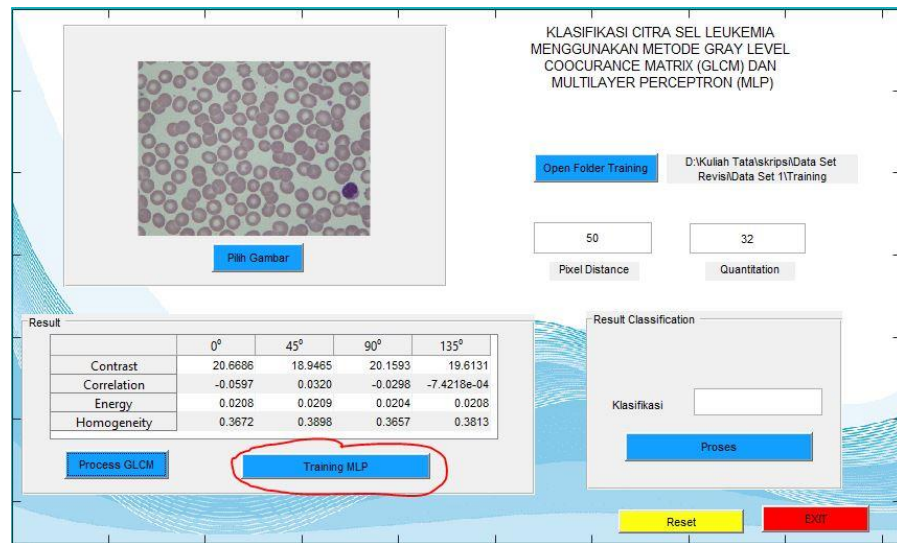 KLASIFIKASI CITRA SEL LEUKEMIA
MENGGUNAKAN METODE GRAY LEVEL
COOCURANCE MATRIX (GLCM) DAN
MULTILAYER PERCEPTRON (MLP)
Pilih Gambar
Open Folder Training
D:\Kuliah Tata\skripsi\Data Set
Revisi\Data Set 1\Training
50
32
Pixel Distance
Quantitation
Result
0⁰ 45⁰ 90⁰ 135⁰
Contrast 20.6686 18.9465 20.1593 19.6131
Correlation -0.0597 0.0320 -0.0298 -7.4218e-04
Energy 0.0208 0.0209 0.0204 0.0208
Homogeneity 0.3672 0.3898 0.3657 0.3813
Process GLCM
Training MLP
Result Classification
Klasifikasi
Proses
Reset
EXIT